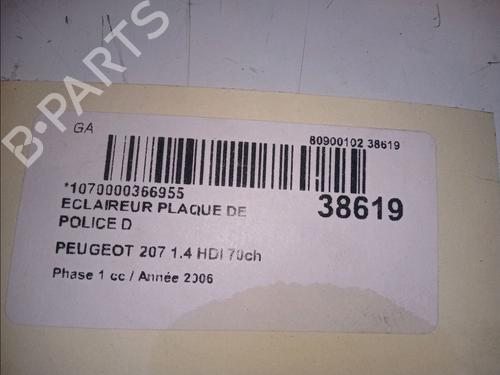 B-PARTS
GA
80900102 38619
*1070000366955
38619
ECLAIREUR PLAQUE DE
POLICE D
PEUGEOT 207 1.4 HDI 70ch
Phase 1 cc / Année 2006